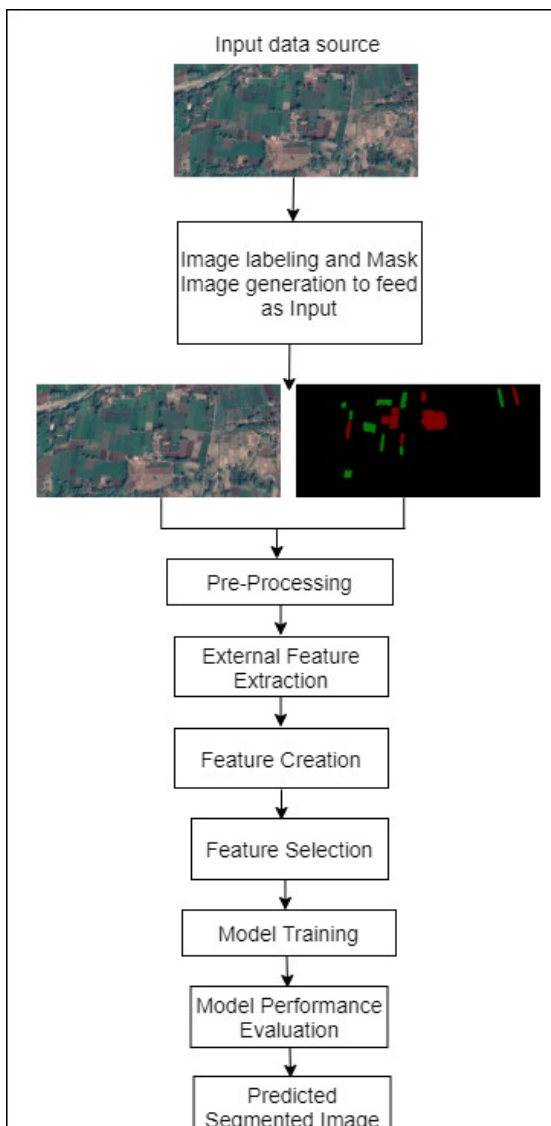 Input data source
Image labeling and Mask
Image generation to feed
as Input
Pre-Processing
External Feature
Extraction
Feature Creation
Feature Selection
Model Training
Model Performance
Evaluation
Predicted
Segmented Image